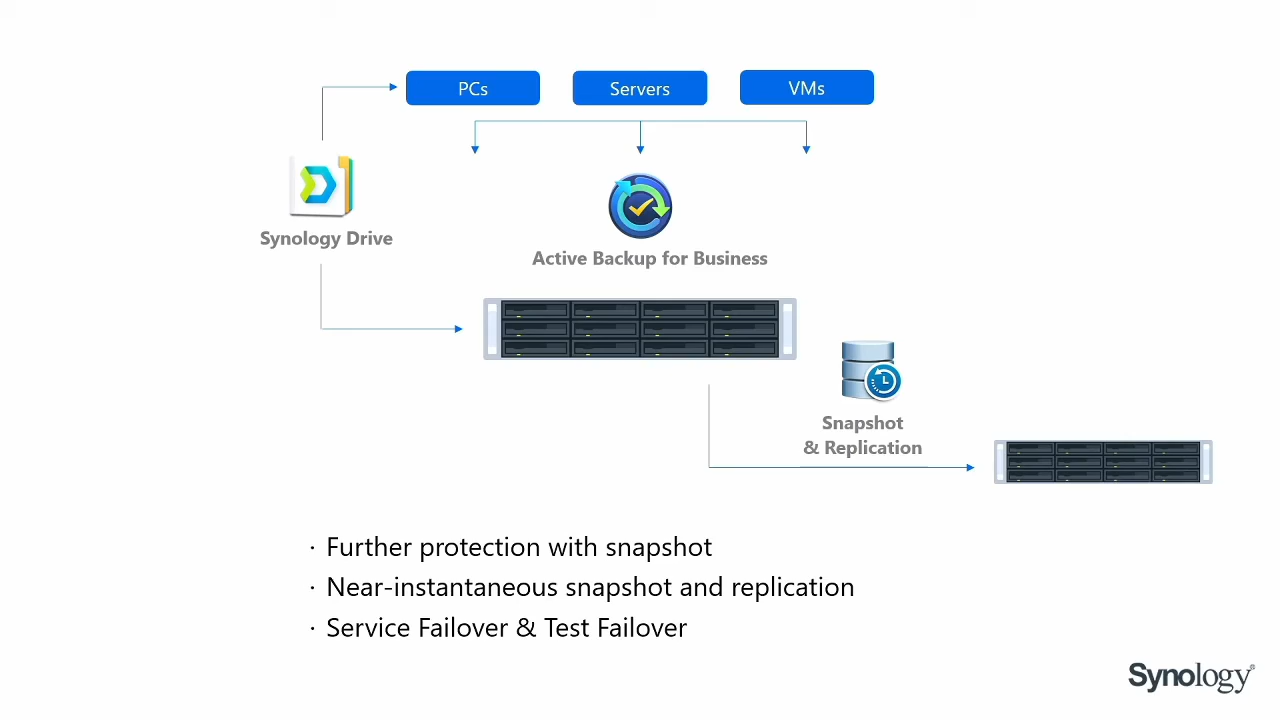 PCs
Servers
VMs
Synology Drive
Active Backup for Business
Snapshot
& Replication
· Further protection with snapshot
· Near-instantaneous snapshot and replication
· Service Failover & Test Failover
Synology®